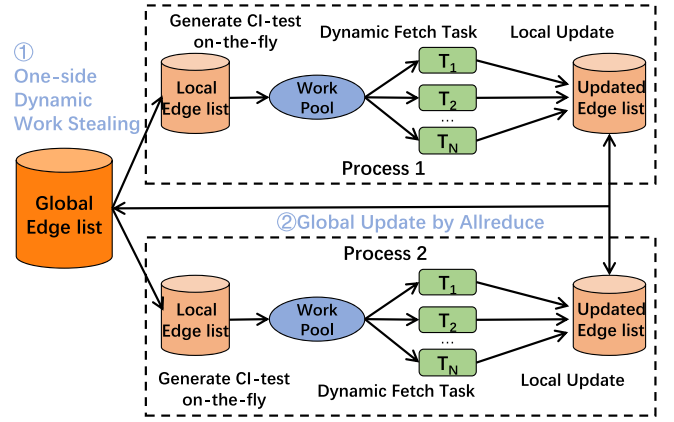 ①
One-side
Dynamic
Work Stealing
Global
Edge list
Generate CI-test
on-the-fly
Dynamic Fetch Task
Local Update
Local
Edge list
Work
Pool
T1
T2
...
TN
Updated
Edge list
Process 1
②Global Update by Allreduce
Process 2
Local
Edge list
Work
Pool
T1
T2
...
TN
Updated
Edge list
Generate CI-test
on-the-fly
Dynamic Fetch Task
Local Update